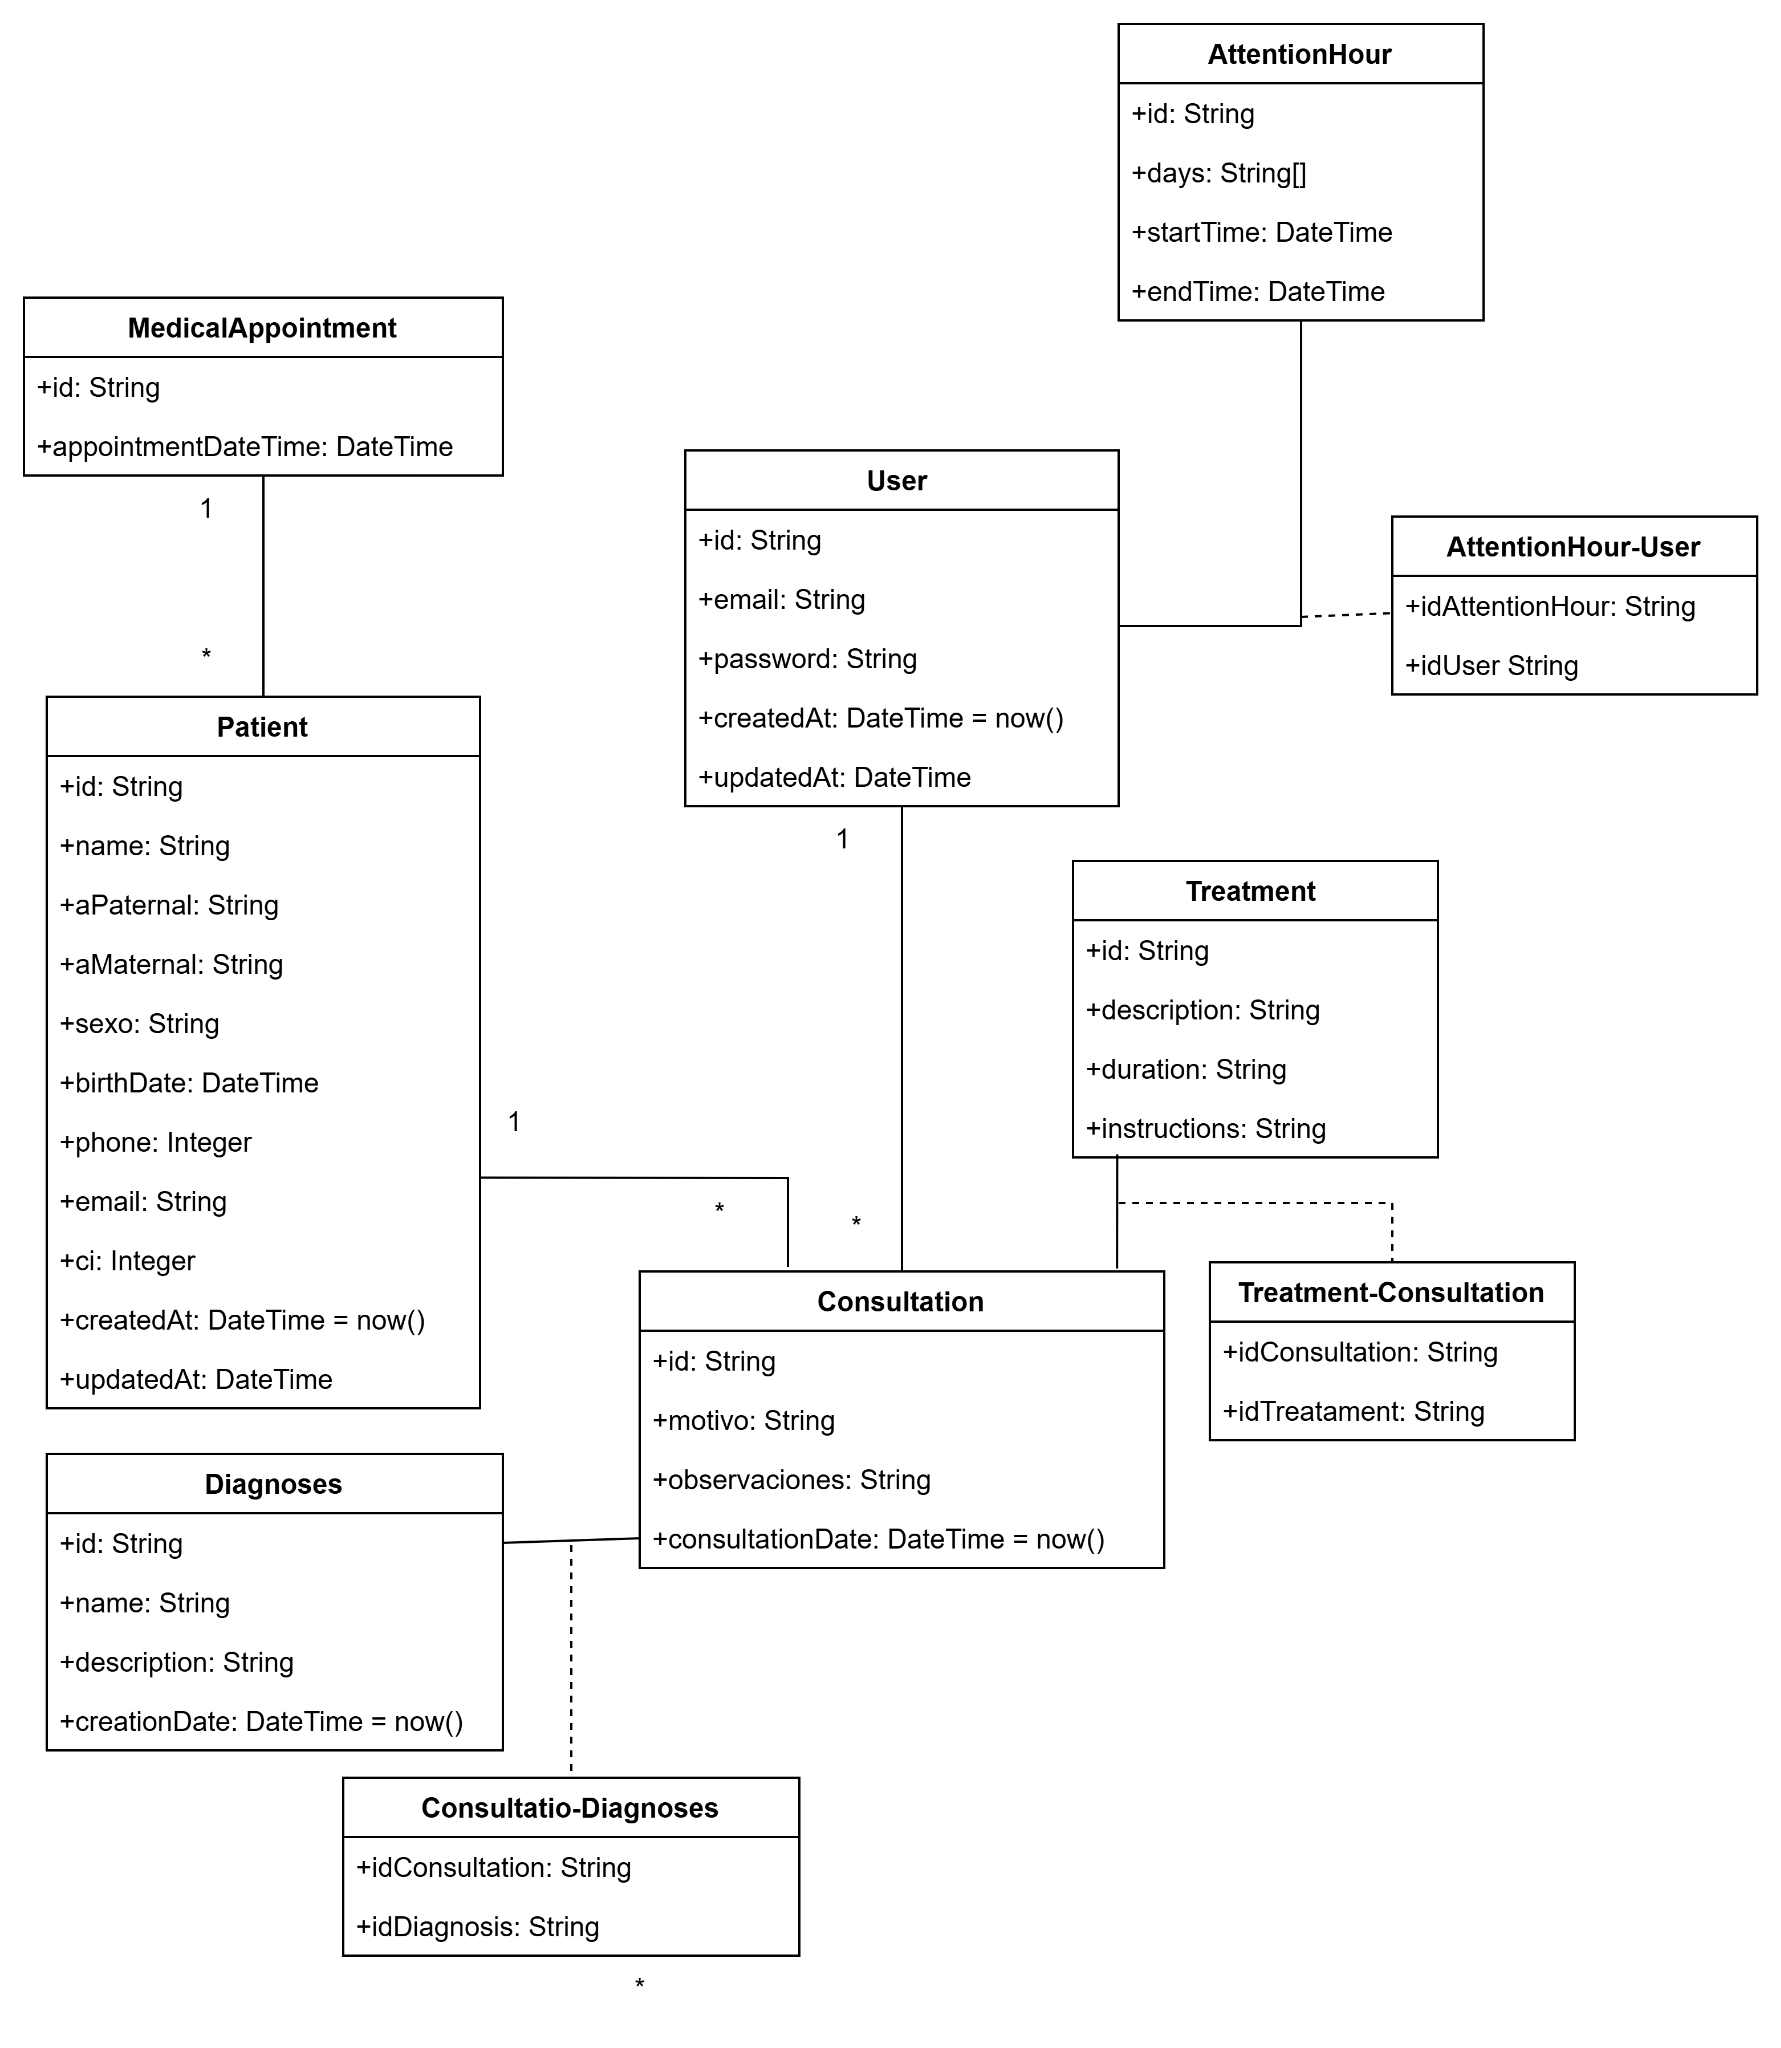 AttentionHour
+id: String
+days: String[]
+startTime: DateTime
+endTime: DateTime
MedicalAppointment
+id: String
+appointmentDateTime: DateTime
1
*
User
+id: String
+email: String
+password: String
+createdAt: DateTime = now()
+updatedAt: DateTime
1
*
AttentionHour-User
+idAttentionHour: String
+idUser String
Patient
+id: String
+name: String
+aPaternal: String
+aMaternal: String
+sexo: String
+birthDate: DateTime
+phone: Integer
+email: String
+ci: Integer
+createdAt: DateTime = now()
+updatedAt: DateTime
1
*
Treatment
+id: String
+description: String
+duration: String
+instructions: String
Treatment-Consultation
+idConsultation: String
+idTreatament: String
Consultation
+id: String
+motivo: String
+observaciones: String
+consultationDate: DateTime = now()
Diagnoses
+id: String
+name: String
+description: String
+creationDate: DateTime = now()
Consultatio-Diagnoses
+idConsultation: String
+idDiagnosis: String
*